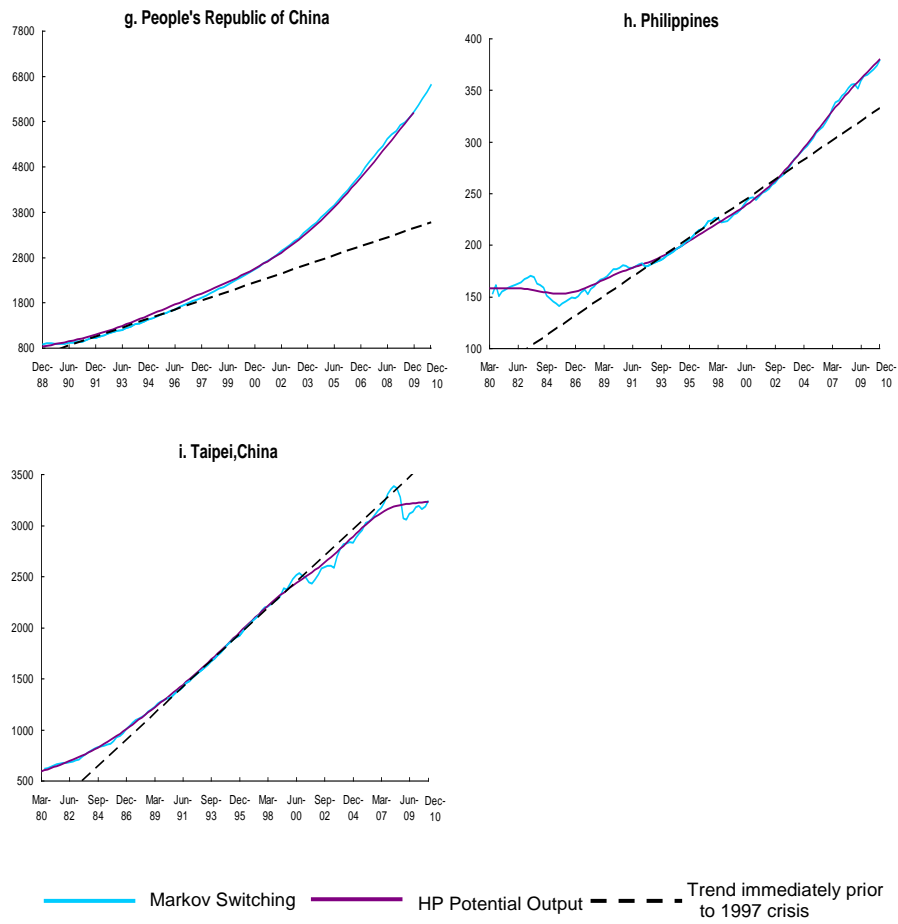 g. People's Republic of China
7800
6800
5800
4800
3800
2800
1800
800
Dec- Jun- Dec- Jun- Dec- Jun- Dec- Jun- Dec- Jun- Dec- Jun- Dec- Jun- Dec- Dec-
88 90 91 93 94 96 97 99 00 02 03 05 06 08 09 10
h. Philippines
400
350
300
250
200
150
100
Mar- Jun- Sep- Dec- Mar- Jun- Sep- Dec- Mar- Jun- Sep- Dec- Mar- Jun- Dec-
80 82 84 86 89 91 93 95 98 00 02 04 07 09 10
i. Taipei,China
3500
3000
2500
2000
1500
1000
500
Mar- Jun- Sep- Dec- Mar- Jun- Sep- Dec- Mar- Jun- Sep- Dec- Mar- Jun- Dec-
80 82 84 86 89 91 93 95 98 00 02 04 07 09 10
Markov Switching HP Potential Output Trend immediately prior
to 1997 crisis